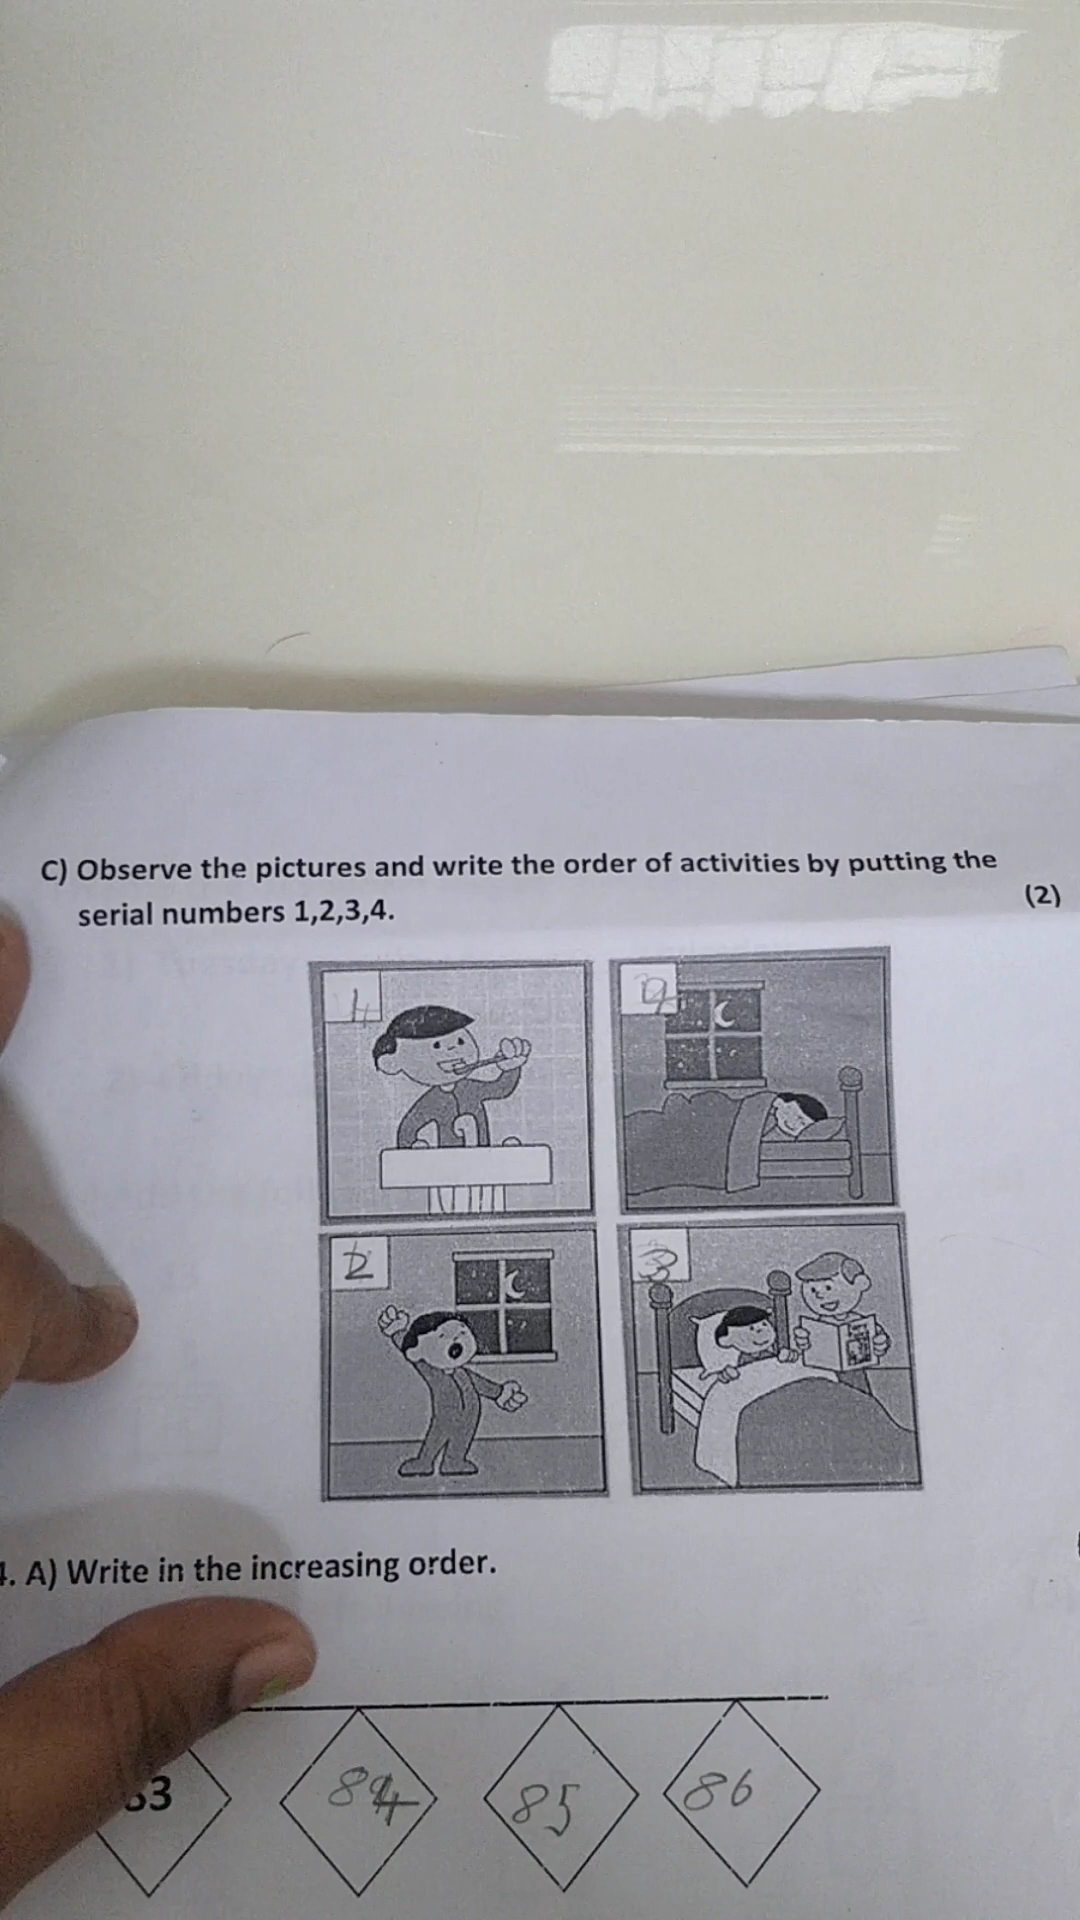 C) Observe the pictures and write the order of activities by putting the
serial numbers 1,2,3,4.
(2)
2
3
4. A) Write in the increasing order.
84
85
86